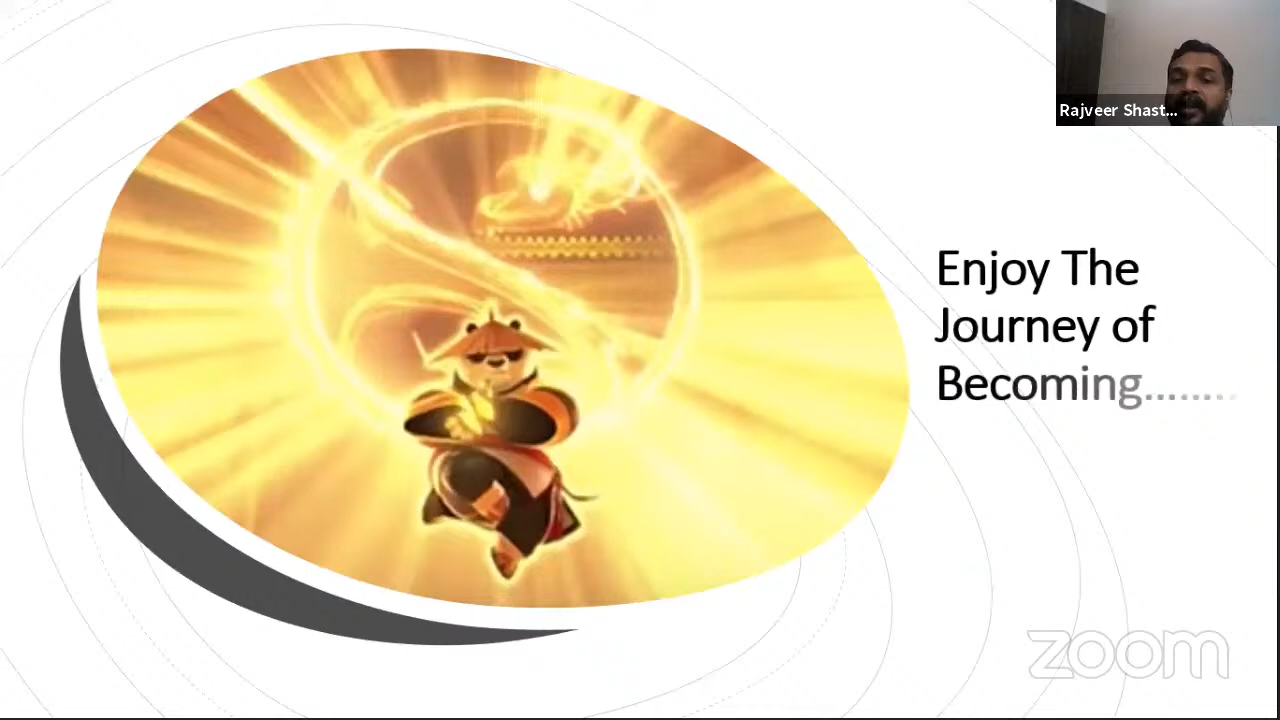 Rajveer Shast...
Enjoy The
Journey of
Becoming........
zoom